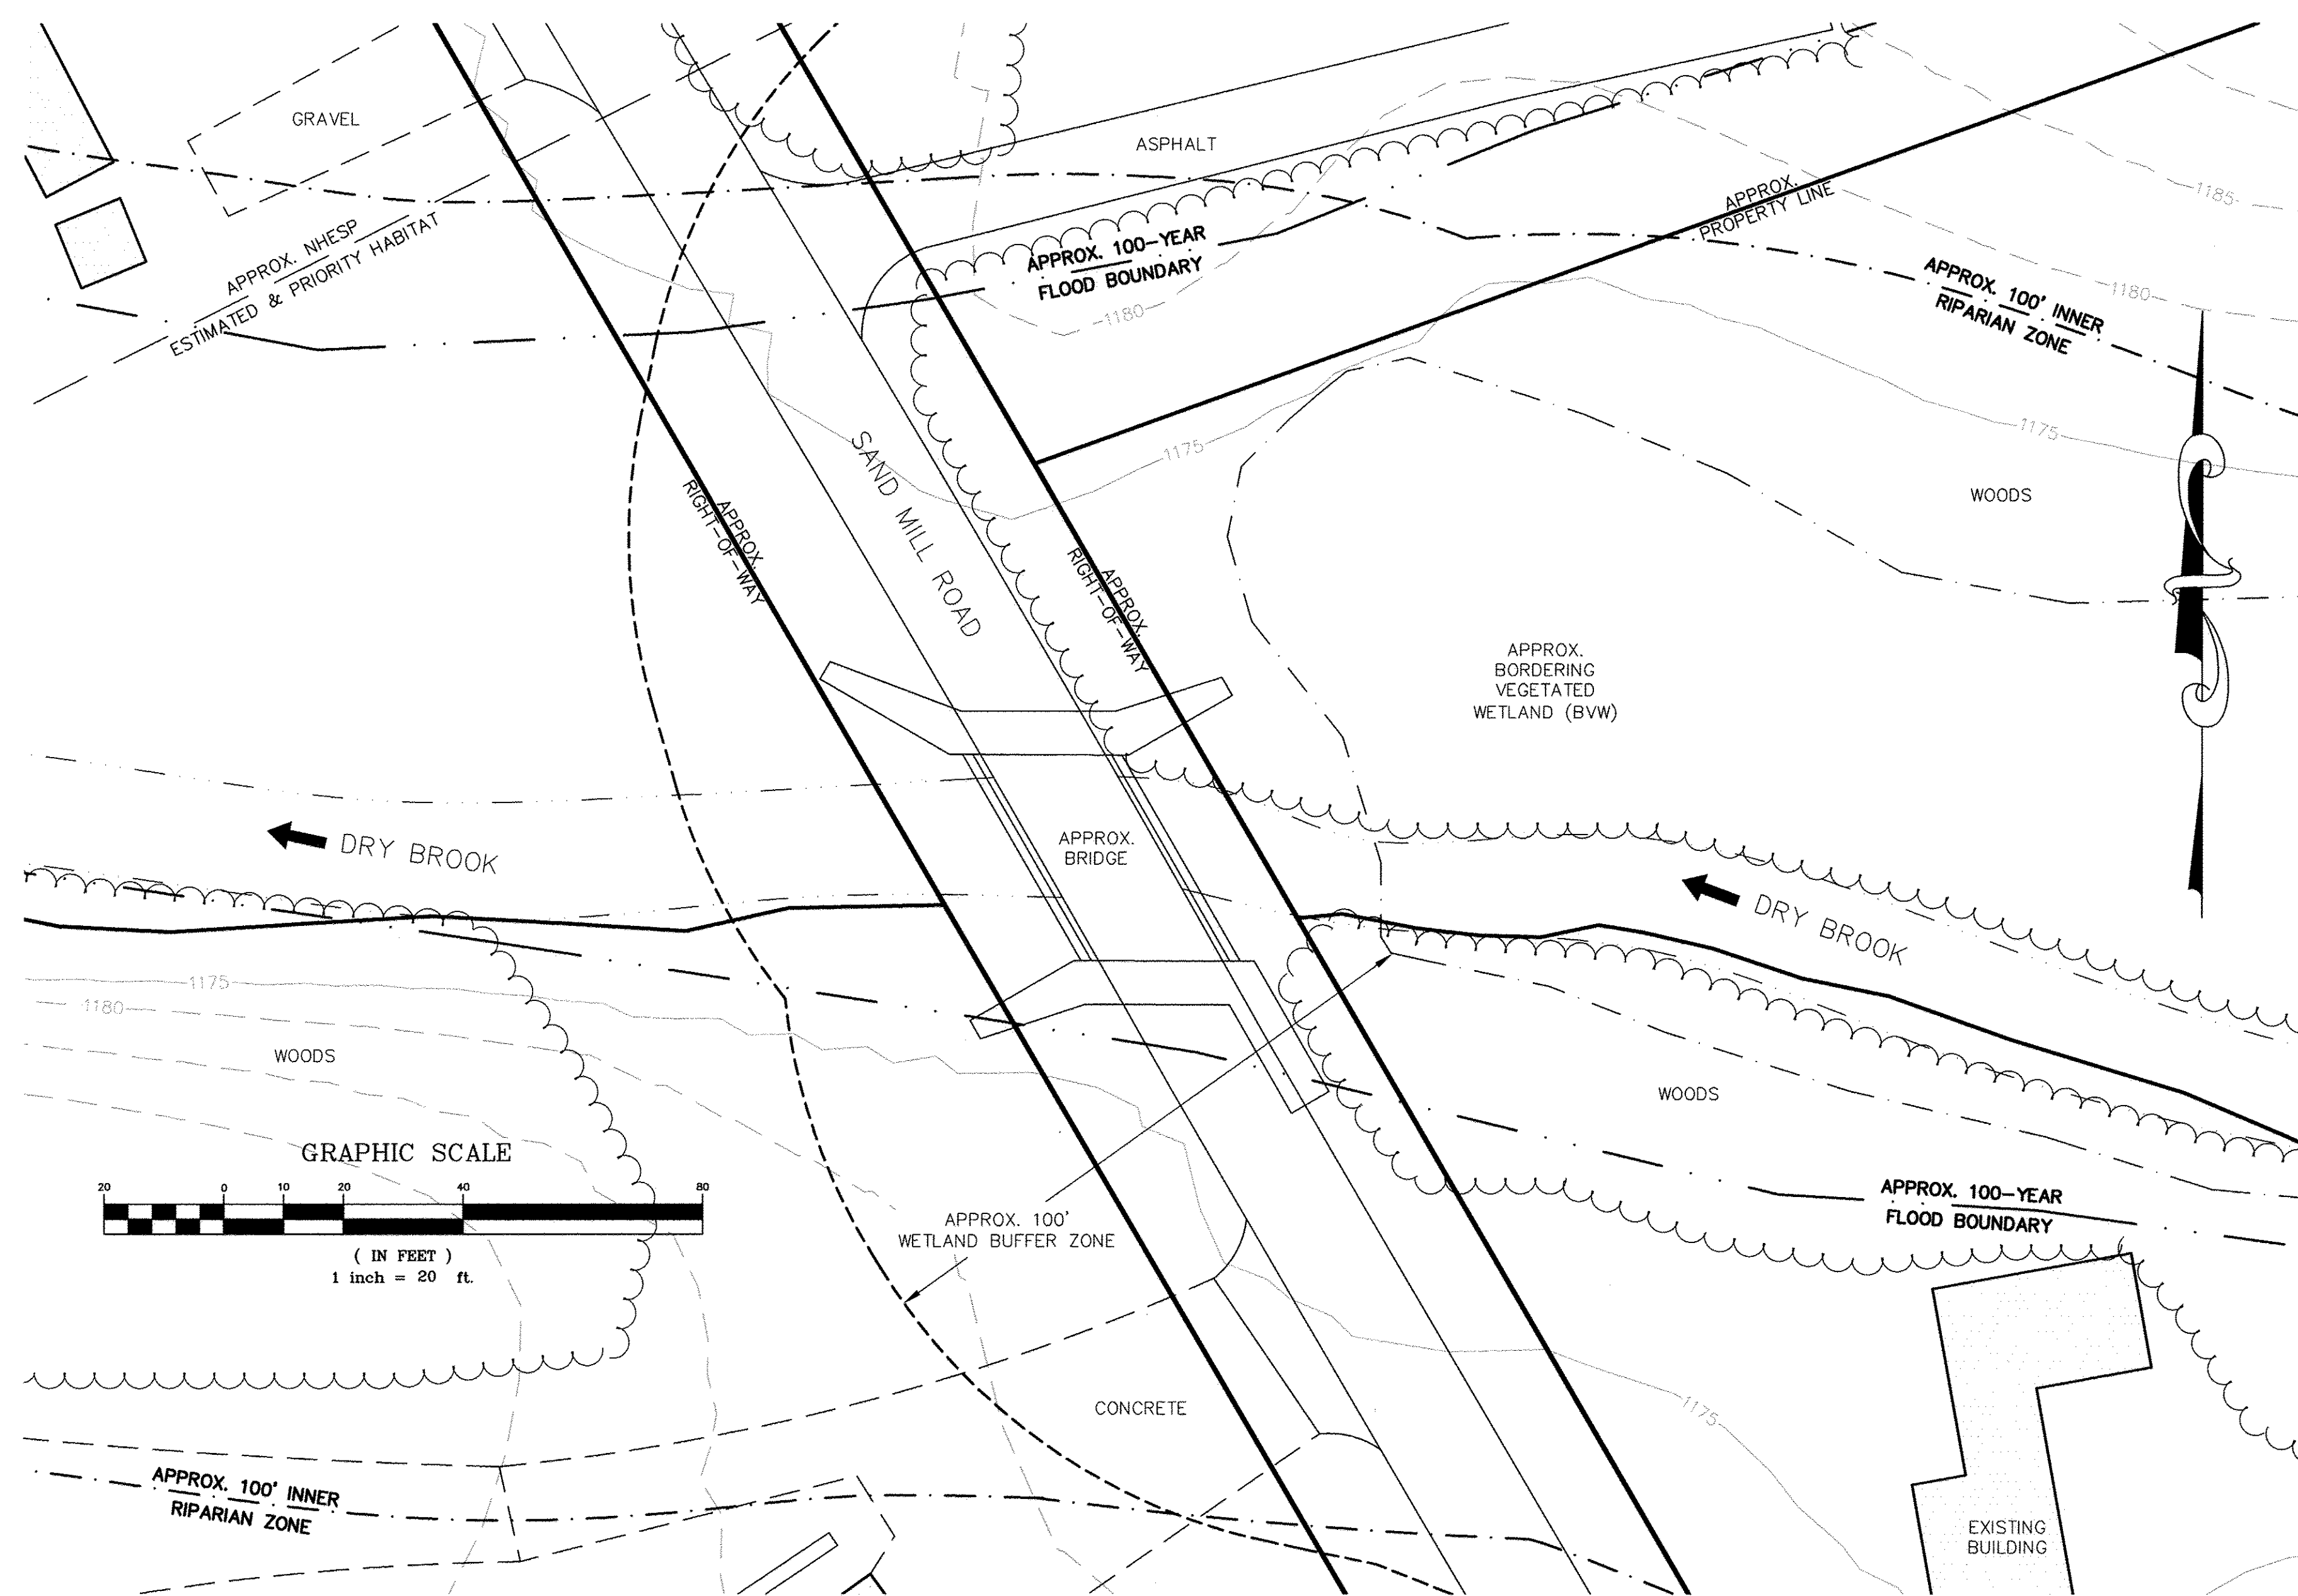 GRAVEL
ASPHALT
APPROX.
PROPERTY LINE
1185
APPROX. NHESP
ESTIMATED & PRIORITY HABITAT
APPROX. 100-YEAR
FLOOD BOUNDARY
1180
APPROX. 100' INNER
RIPARIAN ZONE
1180
1175
1175
WOODS
SAND MILL ROAD
APPROX.
RIGHT-OF-WAY
APPROX.
RIGHT-OF-WAY
APPROX.
BORDERING
VEGETATED
WETLAND (BVW)
DRY BROOK
APPROX.
BRIDGE
DRY BROOK
1175
1180
WOODS
WOODS
GRAPHIC SCALE
20 0 10 20 40 80
( IN FEET )
1 inch = 20 ft.
APPROX. 100'
WETLAND BUFFER ZONE
APPROX. 100-YEAR
FLOOD BOUNDARY
CONCRETE
1175
APPROX. 100' INNER
RIPARIAN ZONE
EXISTING
BUILDING